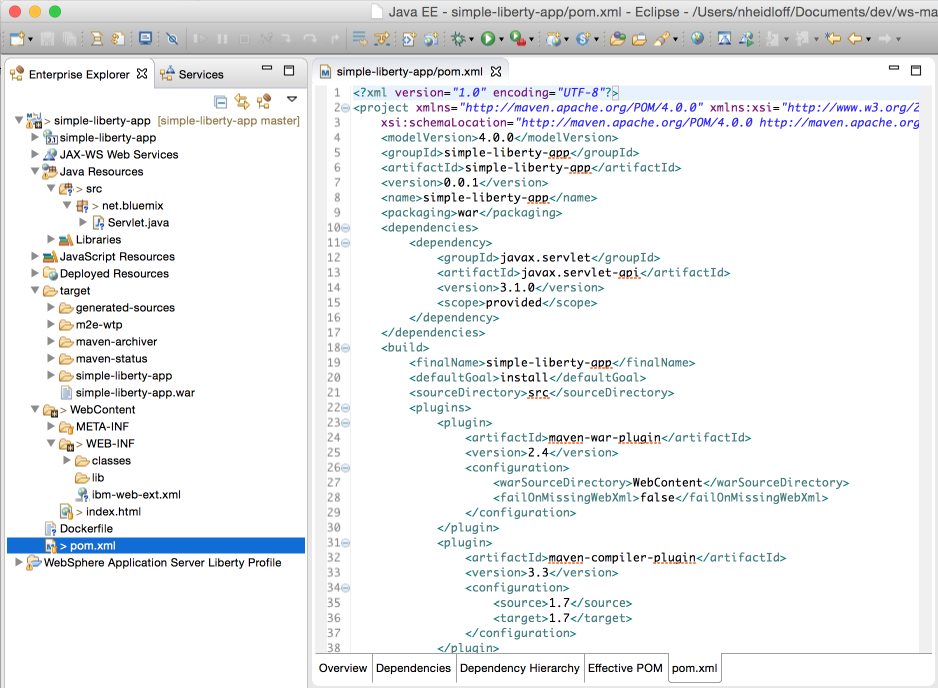 Java EE - simple-liberty-app/pom.xml - Eclipse - /Users/nheidloff/Documents/dev/ws-ma
Enterprise Explorer
Services
> simple-liberty-app [simple-liberty-app master]
simple-liberty-app
JAX-WS Web Services
Java Resources
> src
> net.bluemix
> Servlet.java
Libraries
JavaScript Resources
Deployed Resources
target
generated-sources
m2e-wtp
maven-archiver
maven-status
simple-liberty-app
simple-liberty-app.war
> WebContent
META-INF
> WEB-INF
classes
lib
ibm-web-ext.xml
> index.html
Dockerfile
> pom.xml
WebSphere Application Server Liberty Profile
simple-liberty-app/pom.xml
1 <?xml version="1.0" encoding="UTF-8"?>
2 <project xmlns="http://maven.apache.org/POM/4.0.0" xmlns:xsi="http://www.w3.org/2
3 xsi:schemaLocation="http://maven.apache.org/POM/4.0.0 http://maven.apache.org
4 <modelVersion>4.0.0</modelVersion>
5 <groupId>simple-liberty-app</groupId>
6 <artifactId>simple-liberty-app</artifactId>
7 <version>0.0.1</version>
8 <name>simple-liberty-app</name>
9 <packaging>war</packaging>
10 <dependencies>
11 <dependency>
12 <groupId>javax.servlet</groupId>
13 <artifactId>javax.servlet-api</artifactId>
14 <version>3.1.0</version>
15 <scope>provided</scope>
16 </dependency>
17 </dependencies>
18 <build>
19 <finalName>simple-liberty-app</finalName>
20 <defaultGoal>install</defaultGoal>
21 <sourceDirectory>src</sourceDirectory>
22 <plugins>
23 <plugin>
24 <artifactId>maven-war-plugin</artifactId>
25 <version>2.4</version>
26 <configuration>
27 <warSourceDirectory>WebContent</warSourceDirectory>
28 <failOnMissingWebXml>false</failOnMissingWebXml>
29 </configuration>
30 </plugin>
31 <plugin>
32 <artifactId>maven-compiler-plugin</artifactId>
33 <version>3.3</version>
34 <configuration>
35 <source>1.7</source>
36 <target>1.7</target>
37 </configuration>
38 </plugin>
Overview
Dependencies
Dependency Hierarchy
Effective POM
pom.xml